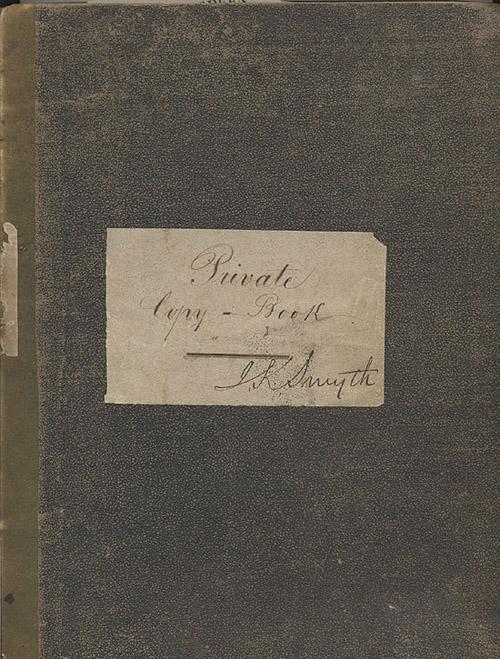 Private
Copy - Book
J. K. Smyth